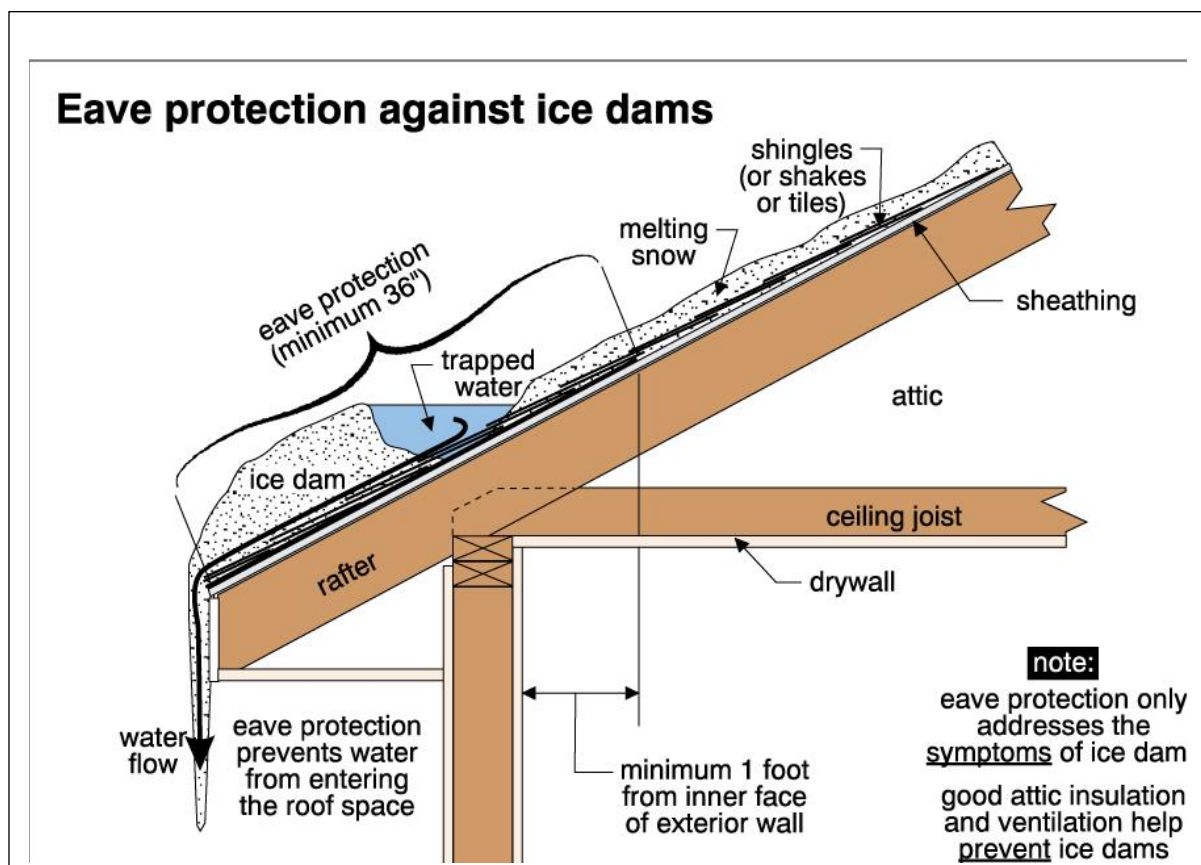 Eave protection against ice dams
shingles
(or shakes
or tiles)
melting
snow
eave protection
(minimum 36")
sheathing
trapped
water
attic
ice dam
ceiling joist
rafter
drywall
note:
eave protection only
addresses the
symptoms of ice dam
good attic insulation
and ventilation help
prevent ice dams
water
flow
eave protection
prevents water
from entering
the roof space
minimum 1 foot
from inner face
of exterior wall